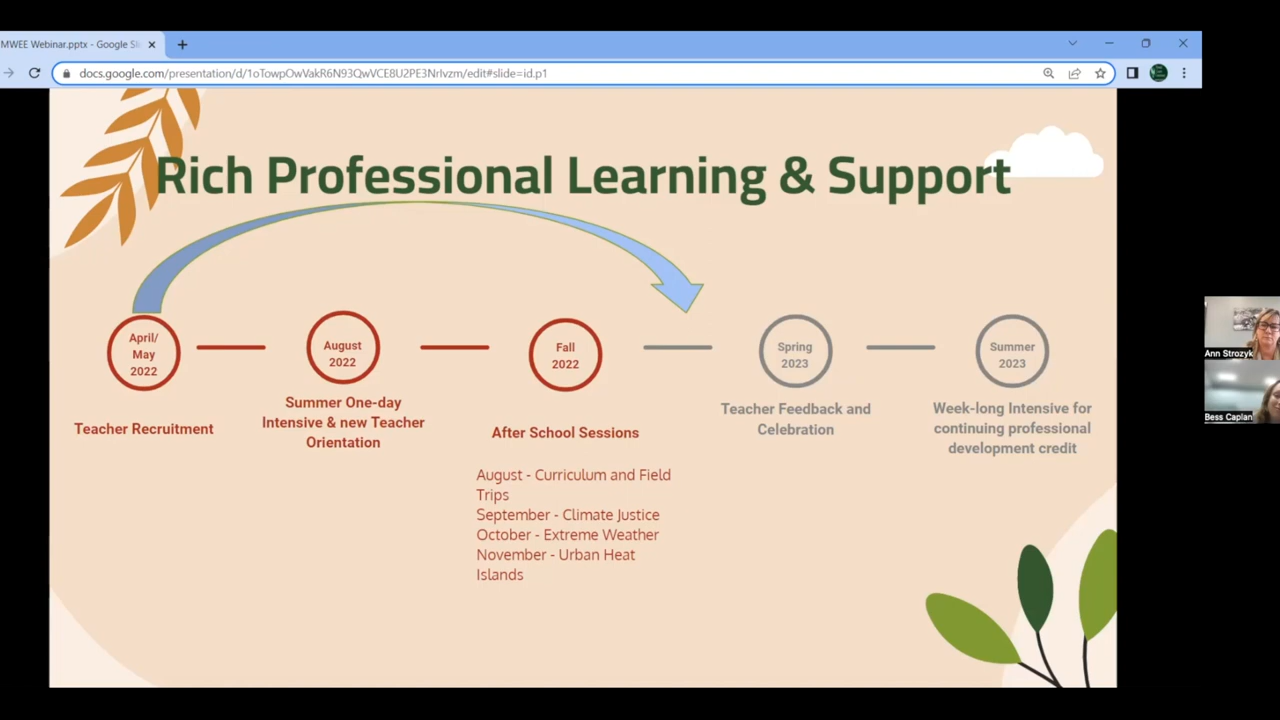 MWEE Webinar.pptx - Google Sl
docs.google.com/presentation/d/1oTowpOwVakR6N93QwVCE8U2PE3NrIvzm/edit#slide=id.p1
Rich Professional Learning & Support
April/
May
2022
August
2022
Fall
2022
Spring
2023
Summer
2023
Teacher Recruitment
Summer One-day
Intensive & new Teacher
Orientation
After School Sessions
August - Curriculum and Field
Trips
September - Climate Justice
October - Extreme Weather
November - Urban Heat
Islands
Teacher Feedback and
Celebration
Week-long Intensive for
continuing professional
development credit
Ann Strozyk
Bess Caplan